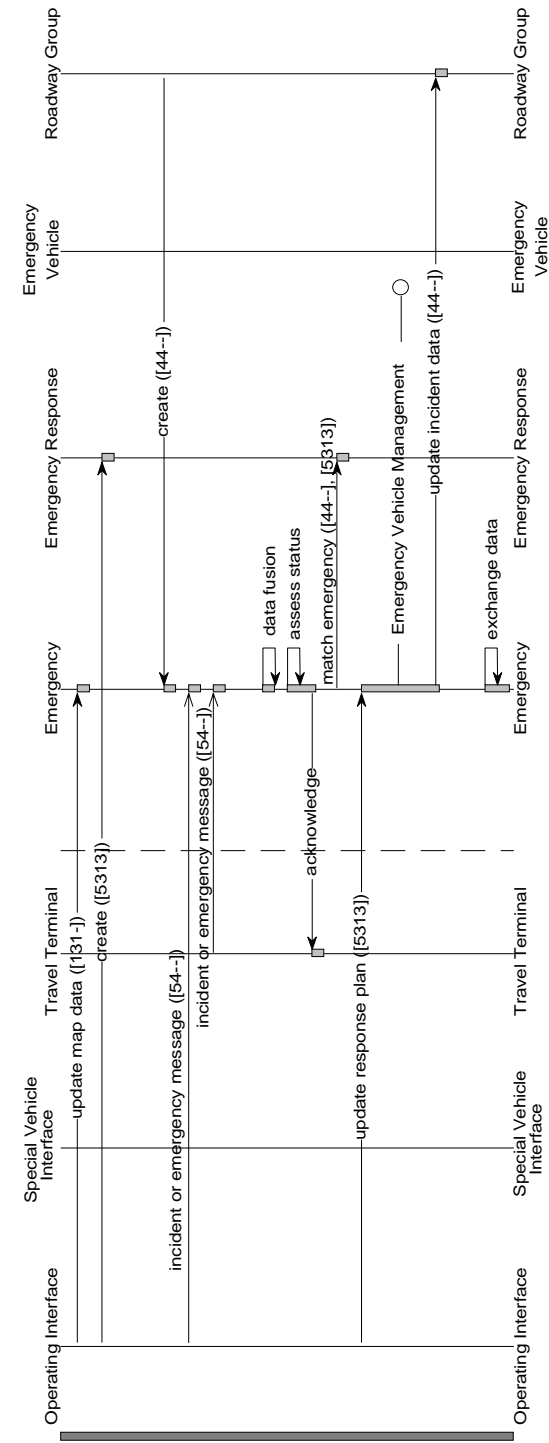 Operating Interface
Special Vehicle
Interface
Travel Terminal
Emergency
Emergency Response
Emergency
Vehicle
Roadway Group
update map data ([131-])
create ([5313])
create ([44--])
incident or emergency message ([54--])
incident or emergency message ([54--])
data fusion
assess status
acknowledge
match emergency ([44--], [5313])
update response plan ([5313])
Emergency Vehicle Management
update incident data ([44--])
exchange data
Operating Interface
Special Vehicle
Interface
Travel Terminal
Emergency
Emergency Response
Emergency
Vehicle
Roadway Group